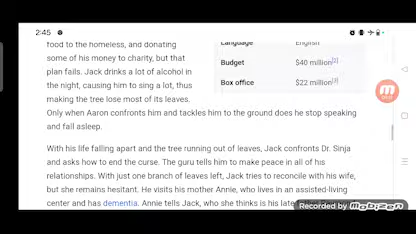 2:45
food to the homeless, and donating
some of his money to charity, but that
plan fails. Jack drinks a lot of alcohol in
the night, causing him to sing a lot, thus
making the tree lose most of its leaves.
Language English
Budget $40 million[2]
Box office $22 million[3]
Only when Aaron confronts him and tackles him to the ground does he stop speaking
and fall asleep.
With his life falling apart and the tree running out of leaves, Jack confronts Dr. Sinja
and asks how to end the curse. The guru tells him to make peace in all of his
relationships. With just one branch of leaves left, Jack tries to reconcile with his wife,
but she remains hesitant. He visits his mother Annie, who lives in an assisted-living
center and has dementia. Annie tells Jack, who she thinks is his late
Recorded by
Mobizen